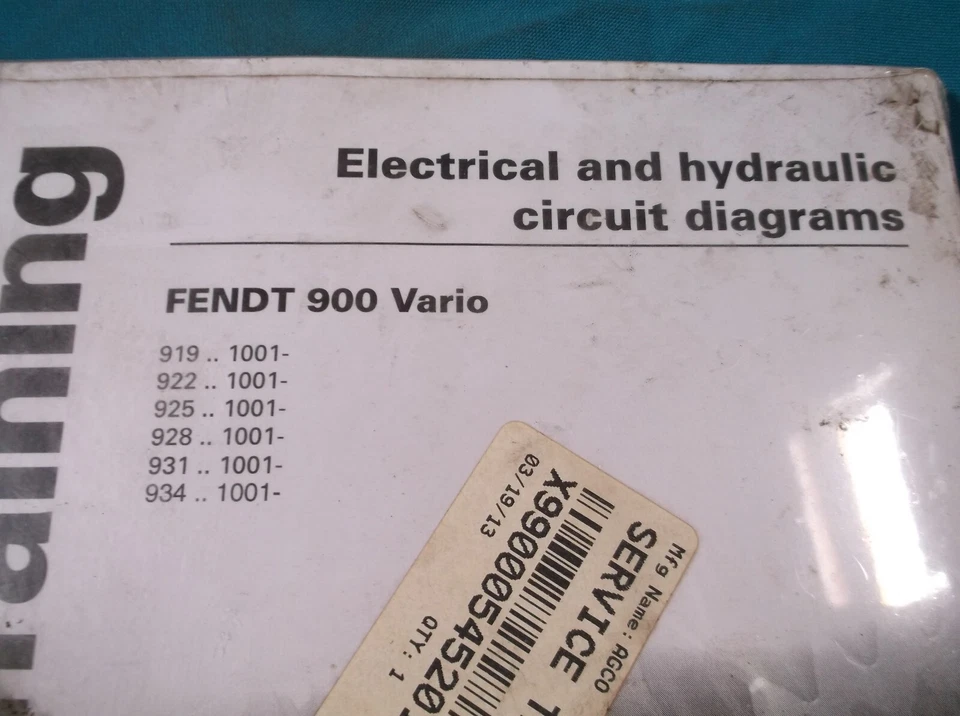 Electrical and hydraulic
circuit diagrams
FENDT 900 Vario
919 .. 1001-
922 .. 1001-
925 .. 1001-
928 .. 1001-
931 .. 1001-
934 .. 1001-
Mfg Name: AGCO
SERVICE
03/19/13
QTY: 1